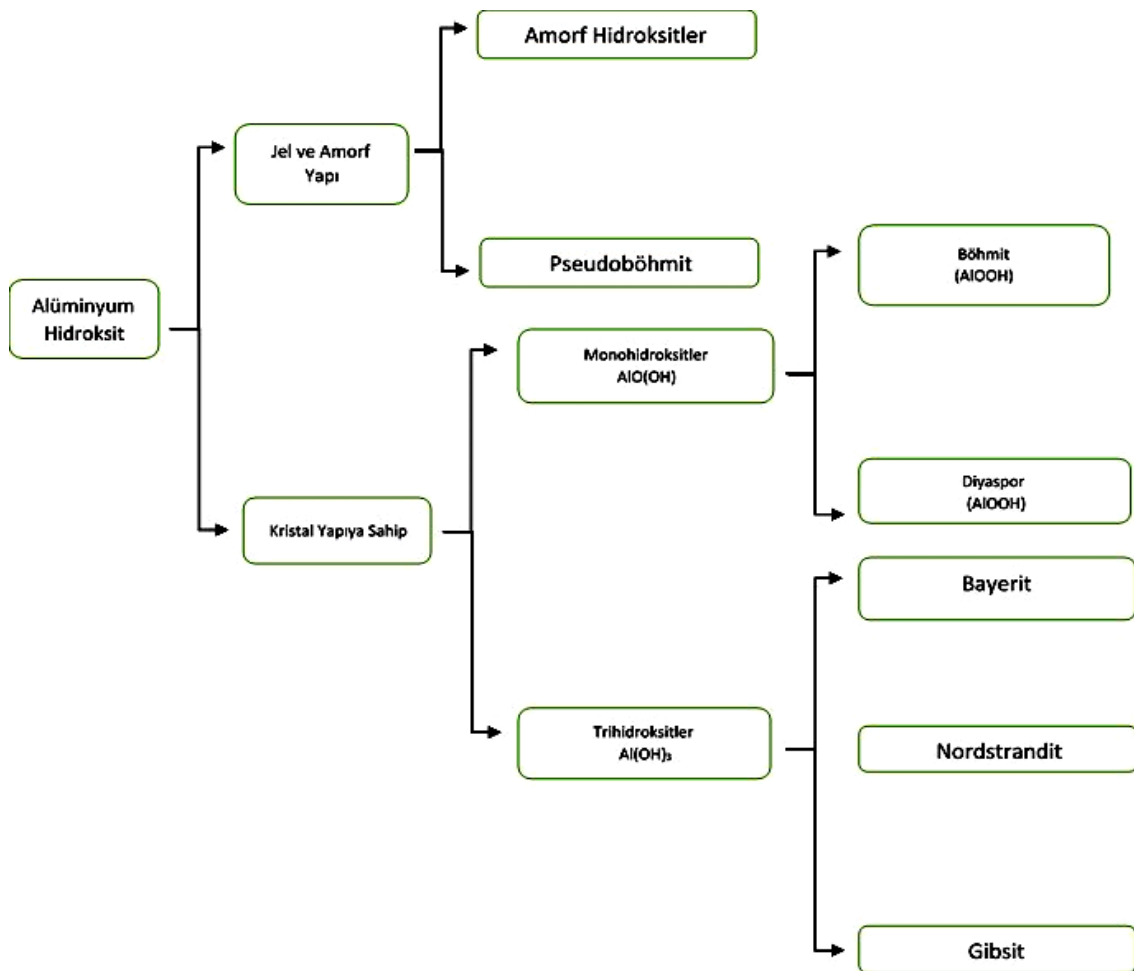 Amorf Hidroksitler
Jel ve Amorf
Yapı
Pseudoböhmit
Böhmit
(AlOOH)
Alüminyum
Hidroksit
Monohidroksitler
AlO(OH)
Diyaspor
(AlOOH)
Kristal Yapıya Sahip
Bayerit
Trihidroksitler
Al(OH)₃
Nordstrandit
Gibsit